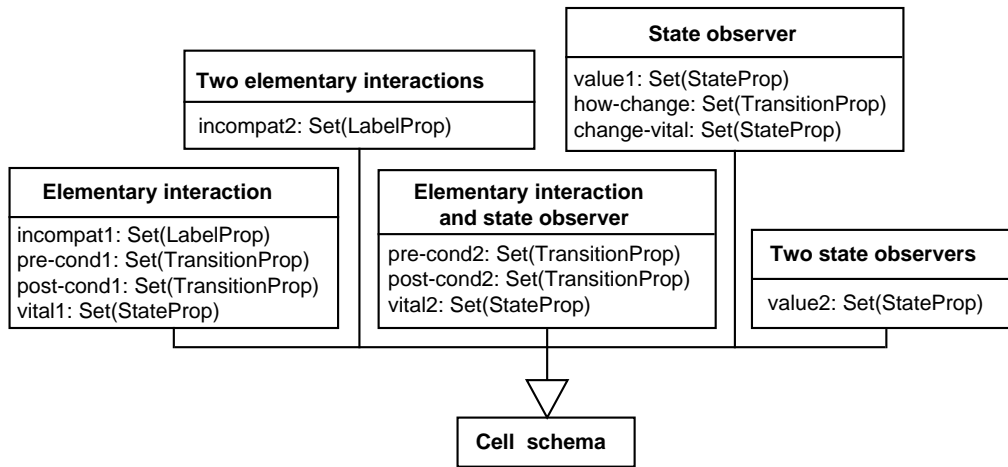 State observer
value1: Set(StateProp)
how-change: Set(TransitionProp)
change-vital: Set(StateProp)
Two elementary interactions
incompat2: Set(LabelProp)
Elementary interaction
incompat1: Set(LabelProp)
pre-cond1: Set(TransitionProp)
post-cond1: Set(TransitionProp)
vital1: Set(StateProp)
Elementary interaction
and state observer
pre-cond2: Set(TransitionProp)
post-cond2: Set(TransitionProp)
vital2: Set(StateProp)
Two state observers
value2: Set(StateProp)
Cell schema